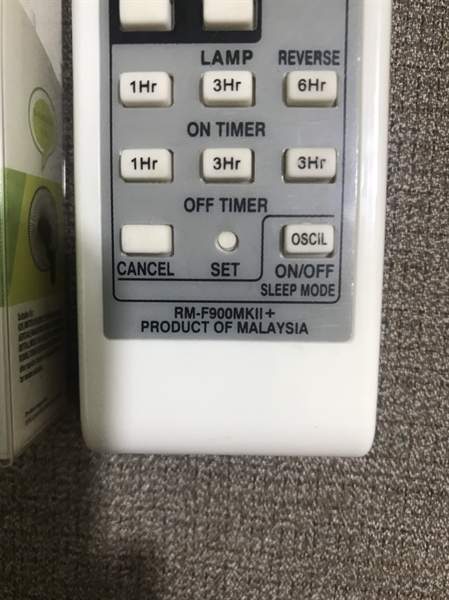 LAMP REVERSE
1Hr 3Hr 6Hr
ON TIMER
1Hr 3Hr 3Hr
OFF TIMER
OSCIL
CANCEL SET ON/OFF
SLEEP MODE
RM-F900MKII+
PRODUCT OF MALAYSIA